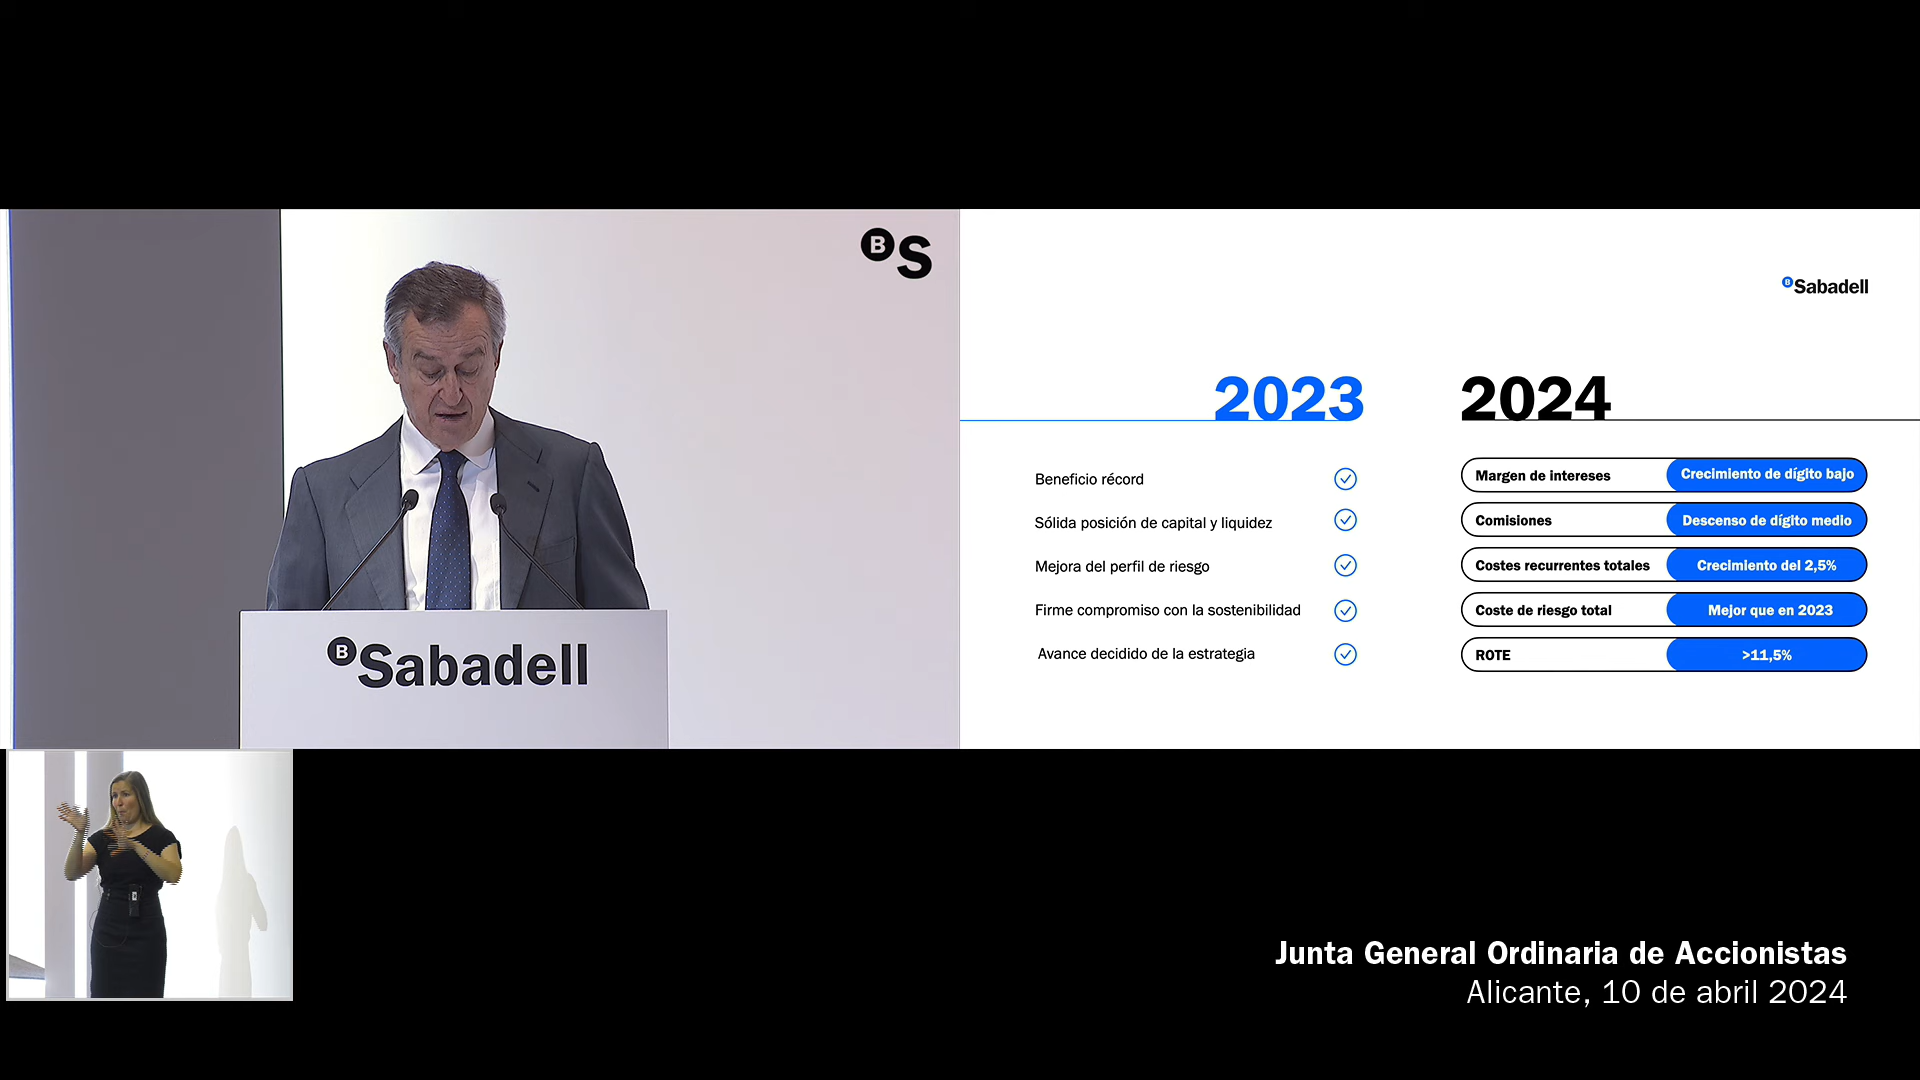 BS
BSabadell
BSabadell
2023
Beneficio récord
Sólida posición de capital y liquidez
Mejora del perfil de riesgo
Firme compromiso con la sostenibilidad
Avance decidido de la estrategia
2024
Margen de intereses Crecimiento de dígito bajo
Comisiones Descenso de dígito medio
Costes recurrentes totales Crecimiento del 2,5%
Coste de riesgo total Mejor que en 2023
ROTE >11,5%
Junta General Ordinaria de Accionistas
Alicante, 10 de abril 2024